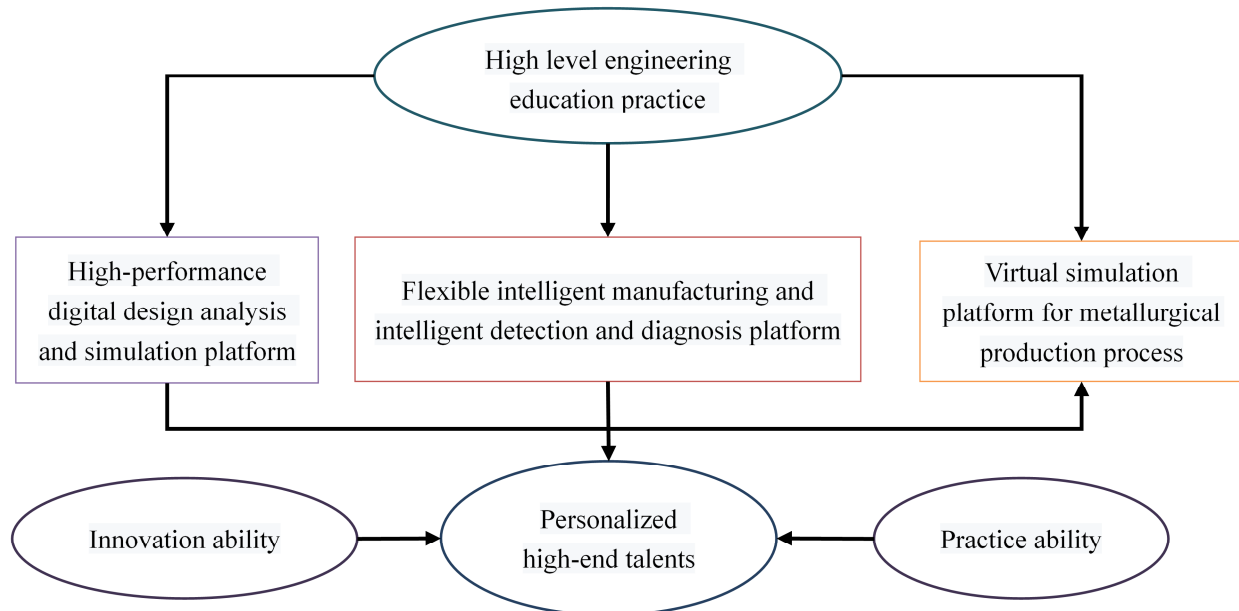 High level engineering
education practice
High-performance
digital design analysis
and simulation platform
Flexible intelligent manufacturing and
intelligent detection and diagnosis platform
Virtual simulation
platform for metallurgical
production process
Innovation ability
Personalized
high-end talents
Practice ability